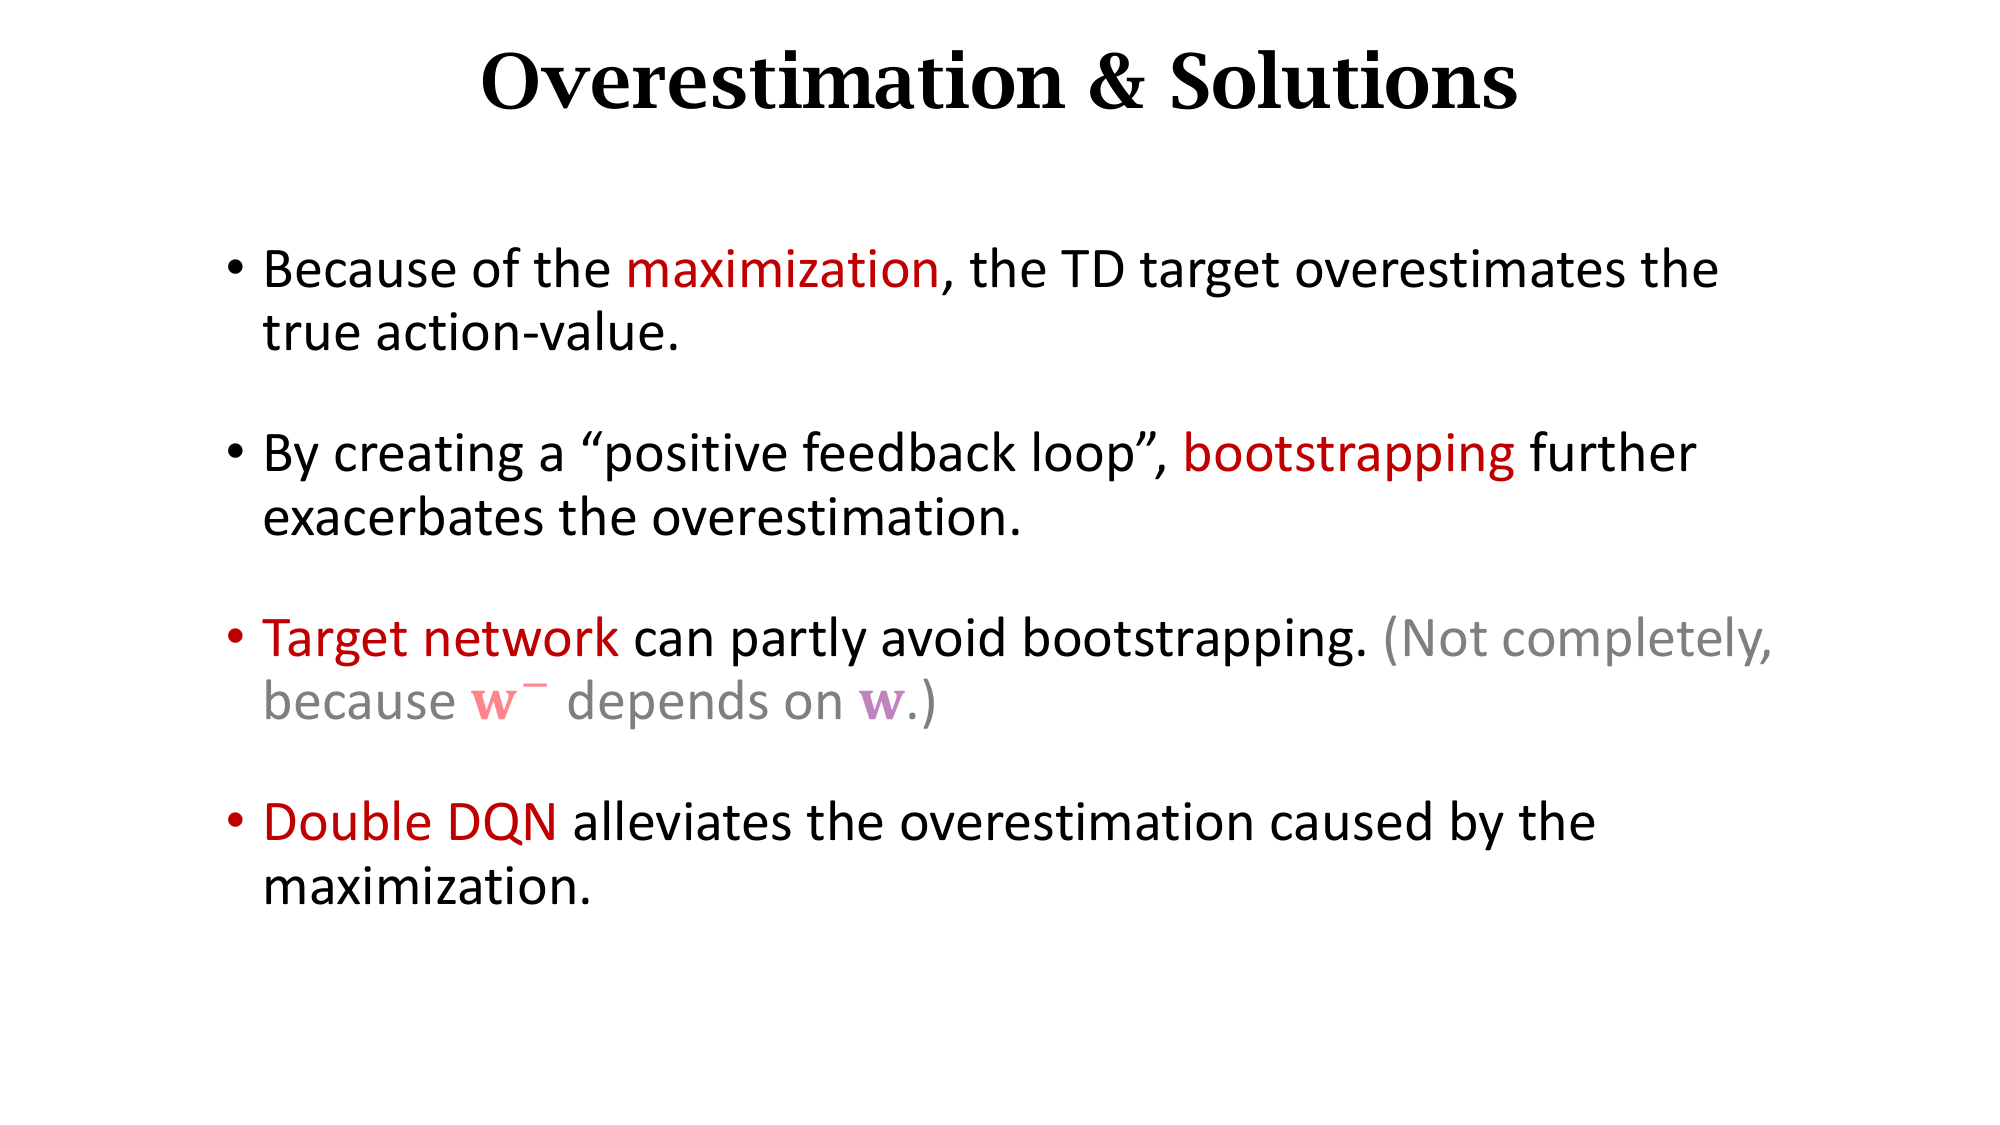 Overestimation & Solutions
• Because of the maximization, the TD target overestimates the
true action-value.
• By creating a “positive feedback loop”, bootstrapping further
exacerbates the overestimation.
• Target network can partly avoid bootstrapping. (Not completely,
because w⁻ depends on w.)
• Double DQN alleviates the overestimation caused by the
maximization.